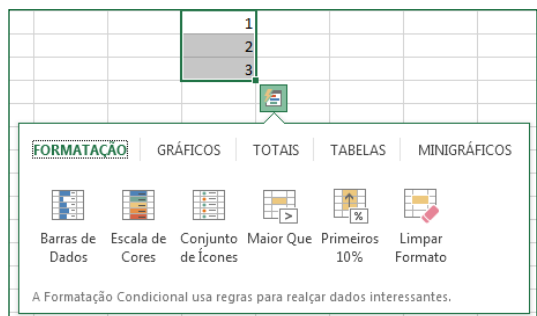 1
2
3
FORMATAÇÃO GRÁFICOS TOTAIS TABELAS MINIGRÁFICOS
Barras de Dados
Escala de Cores
Conjunto de Ícones
Maior Que
Primeiros 10%
Limpar Formato
A Formatação Condicional usa regras para realçar dados interessantes.